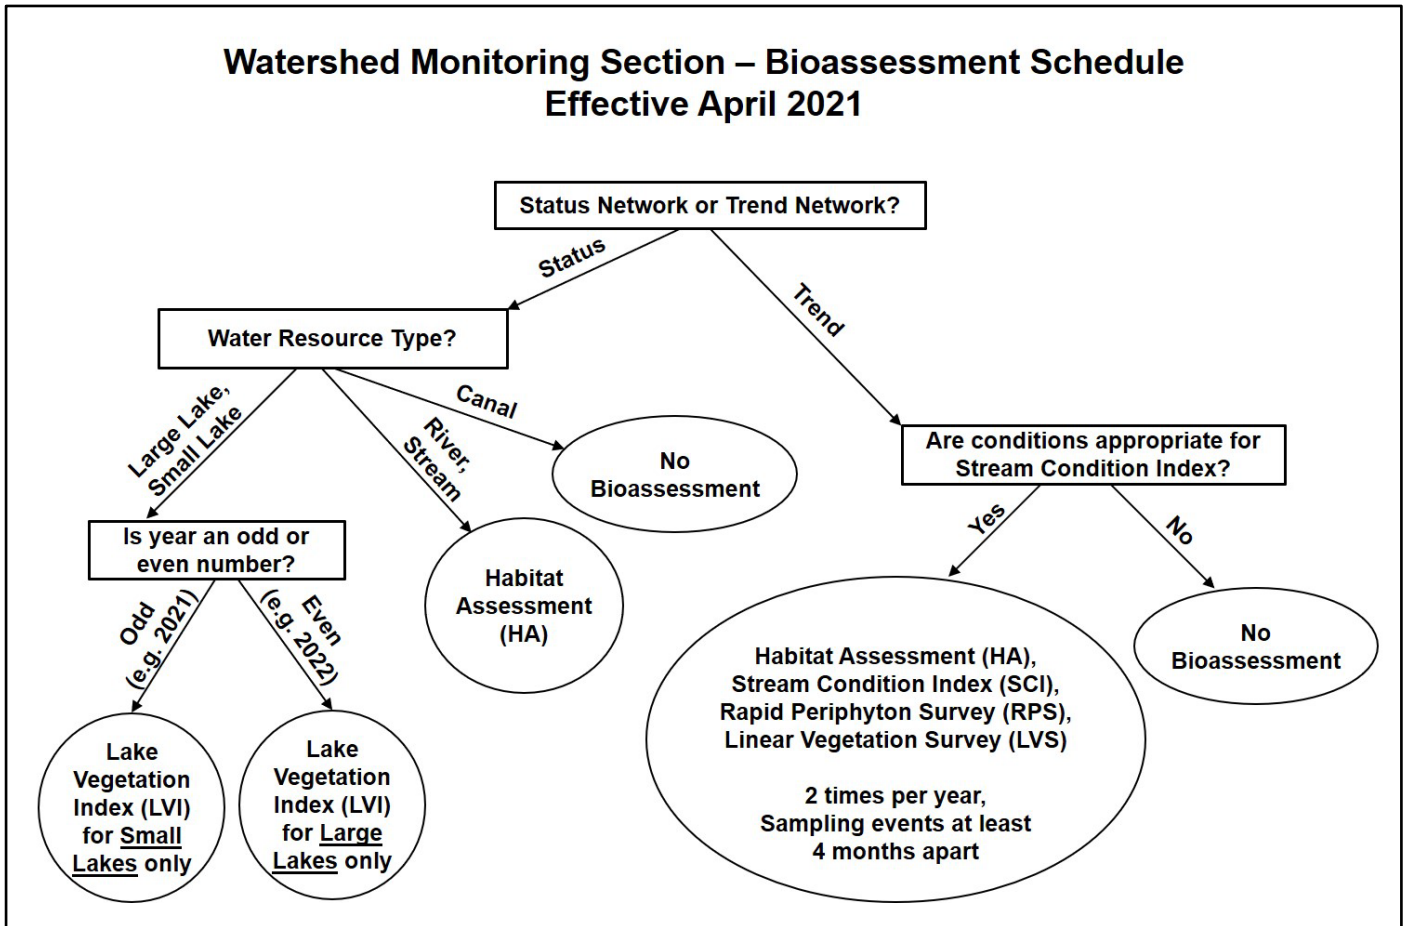 Watershed Monitoring Section – Bioassessment Schedule
Effective April 2021
Status Network or Trend Network?
Status
Trend
Water Resource Type?
Large Lake,
Small Lake
River,
Stream
Canal
No
Bioassessment
Are conditions appropriate for
Stream Condition Index?
Yes
No
Is year an odd or
even number?
Odd
(e.g. 2021)
Even
(e.g. 2022)
Habitat
Assessment
(HA)
Habitat Assessment (HA),
Stream Condition Index (SCI),
Rapid Periphyton Survey (RPS),
Linear Vegetation Survey (LVS)
2 times per year,
Sampling events at least
4 months apart
No
Bioassessment
Lake
Vegetation
Index (LVI)
for Small
Lakes only
Lake
Vegetation
Index (LVI)
for Large
Lakes only